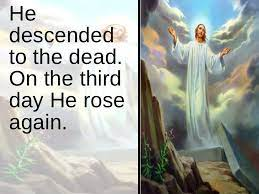 He
descended
to the dead.
On the third
day He rose
again.